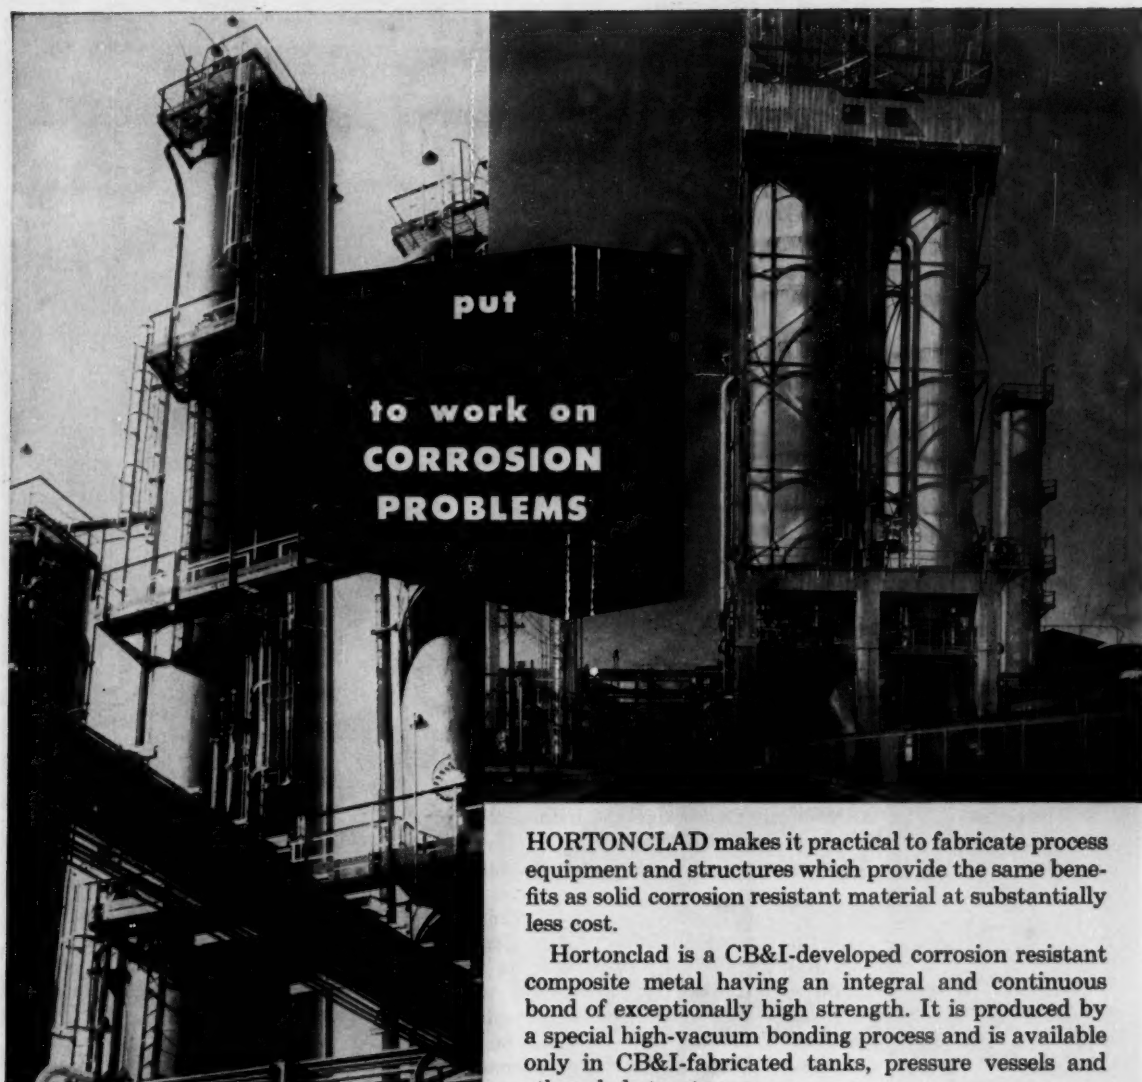 put
to work on
CORROSION
PROBLEMS
HORTONCLAD makes it practical to fabricate process
equipment and structures which provide the same bene-
fits as solid corrosion resistant material at substantially
less cost.
Hortonclad is a CB&I-developed corrosion resistant
composite metal having an integral and continuous
bond of exceptionally high strength. It is produced by
a special high-vacuum bonding process and is available
only in CB&I-fabricated tanks, pressure vessels and